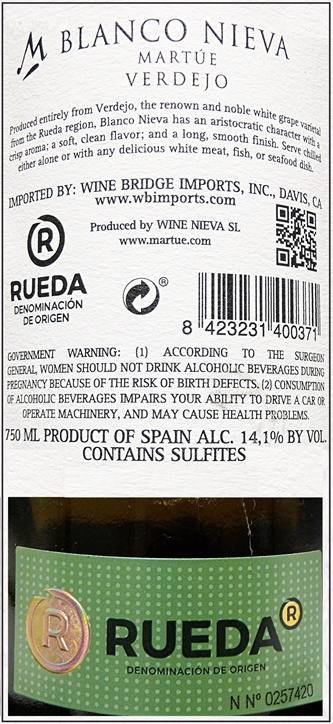 M BLANCO NIEVA
MARTÚE
VERDEJO
Produced entirely from Verdejo, the renown and noble white grape varietal
from the Rueda region, Blanco Nieva has an aristocratic character with a
crisp aroma; a soft, clean flavor; and a long, smooth finish. Serve chilled
either alone or with any delicious white meat, fish, or seafood dish.
IMPORTED BY: WINE BRIDGE IMPORTS, INC., DAVIS, CA
www.wbimports.com
Produced by WINE NIEVA SL
www.martue.com
R
RUEDA
DENOMINACIÓN
DE ORIGEN
®
8 423231 400371
GOVERNMENT WARNING: (1) ACCORDING TO THE SURGEON
GENERAL, WOMEN SHOULD NOT DRINK ALCOHOLIC BEVERAGES DURING
PREGNANCY BECAUSE OF THE RISK OF BIRTH DEFECTS. (2) CONSUMPTION
OF ALCOHOLIC BEVERAGES IMPAIRS YOUR ABILITY TO DRIVE A CAR OR
OPERATE MACHINERY, AND MAY CAUSE HEALTH PROBLEMS.
750 ML PRODUCT OF SPAIN ALC. 14,1% BY VOL.
CONTAINS SULFITES
R
RUEDA R
DENOMINACIÓN DE ORIGEN
N Nº 0257420